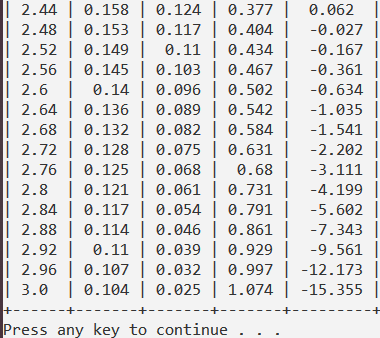 | 2.44 | 0.158 | 0.124 | 0.377 |  0.062  |
| 2.48 | 0.153 | 0.117 | 0.404 |  -0.027 |
| 2.52 | 0.149 |  0.11 | 0.434 |  -0.167 |
| 2.56 | 0.145 | 0.103 | 0.467 |  -0.361 |
| 2.6  |  0.14 | 0.096 | 0.502 |  -0.634 |
| 2.64 | 0.136 | 0.089 | 0.542 |  -1.035 |
| 2.68 | 0.132 | 0.082 | 0.584 |  -1.541 |
| 2.72 | 0.128 | 0.075 | 0.631 |  -2.202 |
| 2.76 | 0.125 | 0.068 |  0.68 |  -3.111 |
| 2.8  | 0.121 | 0.061 | 0.731 |  -4.199 |
| 2.84 | 0.117 | 0.054 | 0.791 |  -5.602 |
| 2.88 | 0.114 | 0.046 | 0.861 |  -7.343 |
| 2.92 |  0.11 | 0.039 | 0.929 |  -9.561 |
| 2.96 | 0.107 | 0.032 | 0.997 | -12.173 |
| 3.0  | 0.104 | 0.025 | 1.074 | -15.355 |
+------+-------+-------+-------+---------+
Press any key to continue . . .